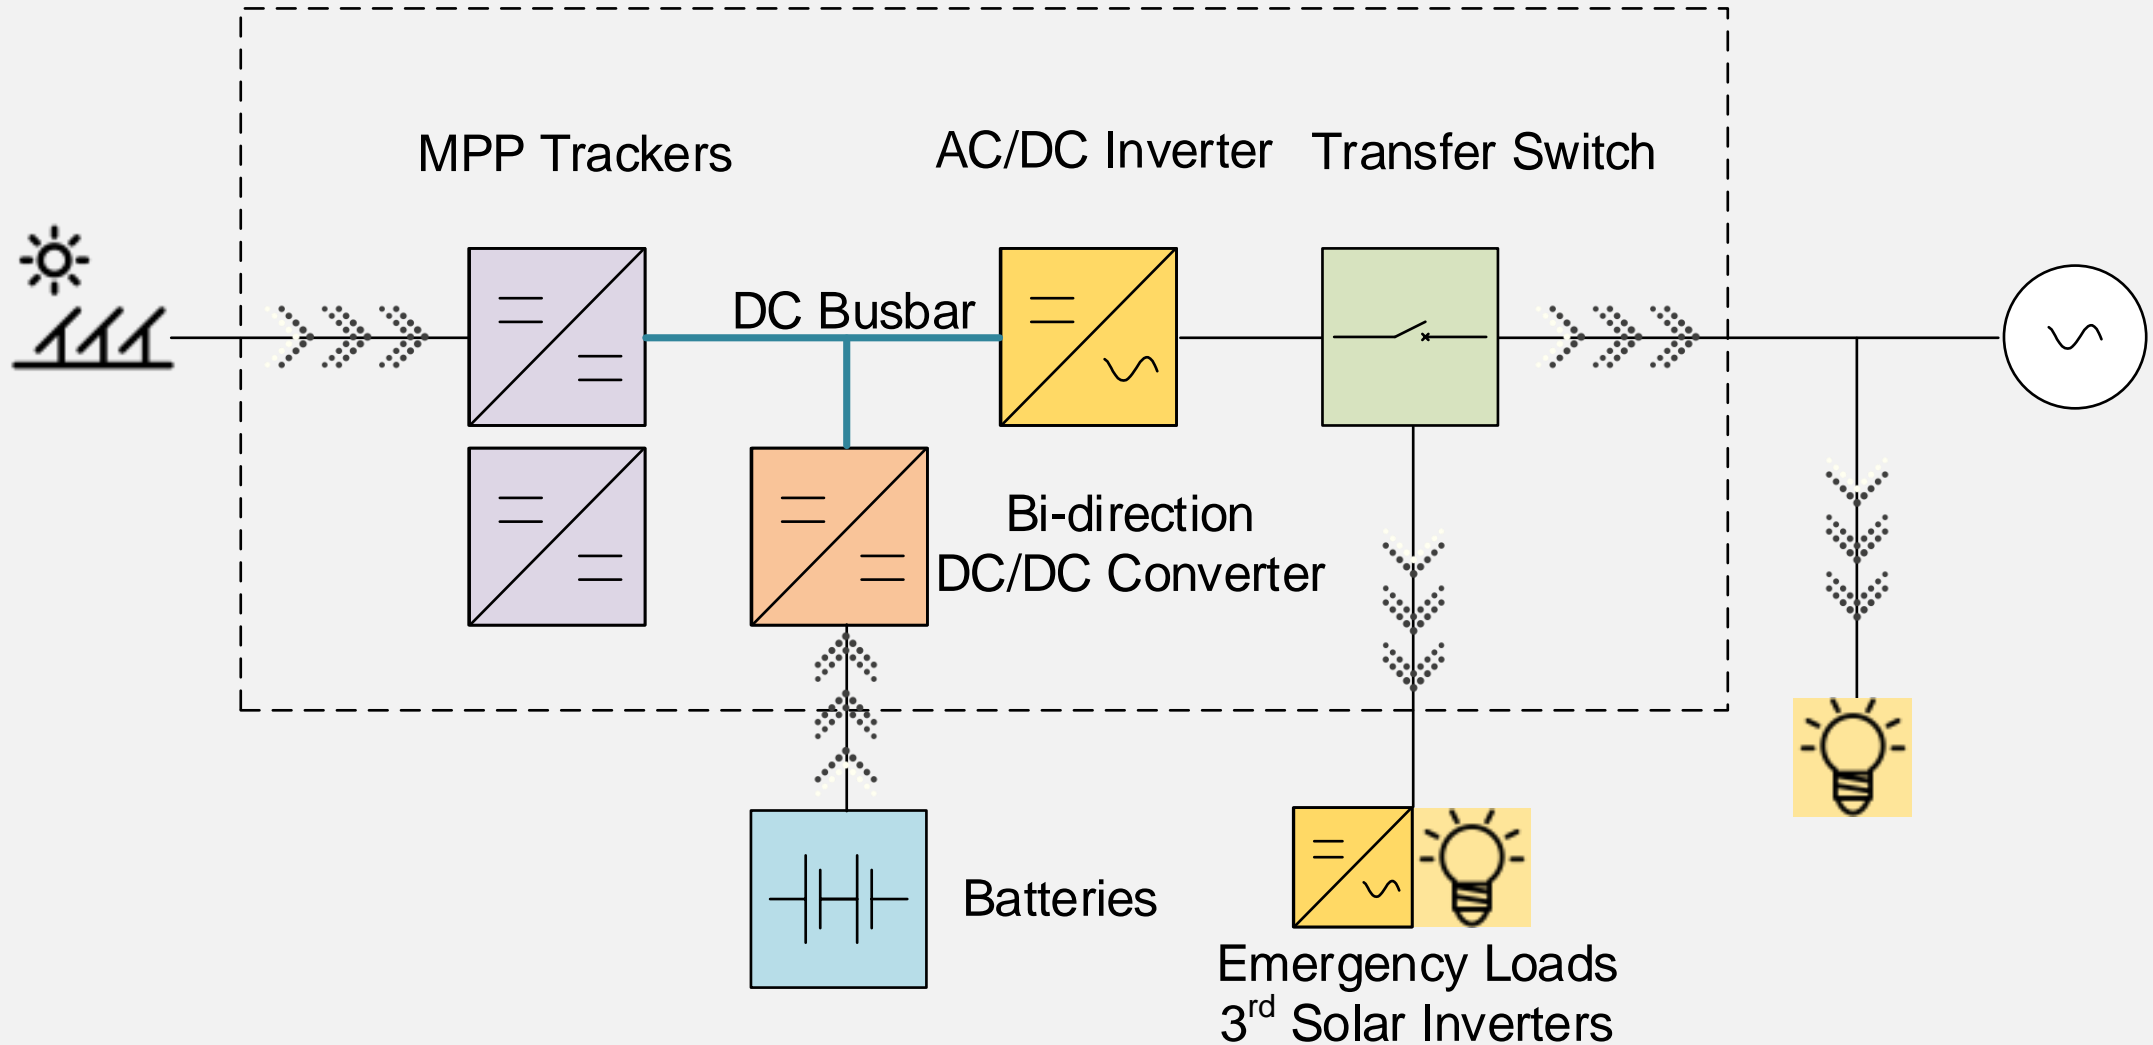 MPP Trackers
AC/DC Inverter
Transfer Switch
DC Busbar
Bi-direction
DC/DC Converter
Batteries
Emergency Loads
3rd Solar Inverters